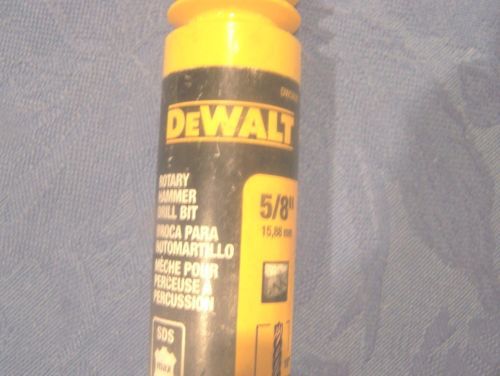 DEWALT
ROTARY
HAMMER
DRILL BIT
BROCA PARA
ROTOMARTILLO
MÈCHE POUR
PERCEUSE À
PERCUSSION
5/8"
15,88 mm
SDS
max